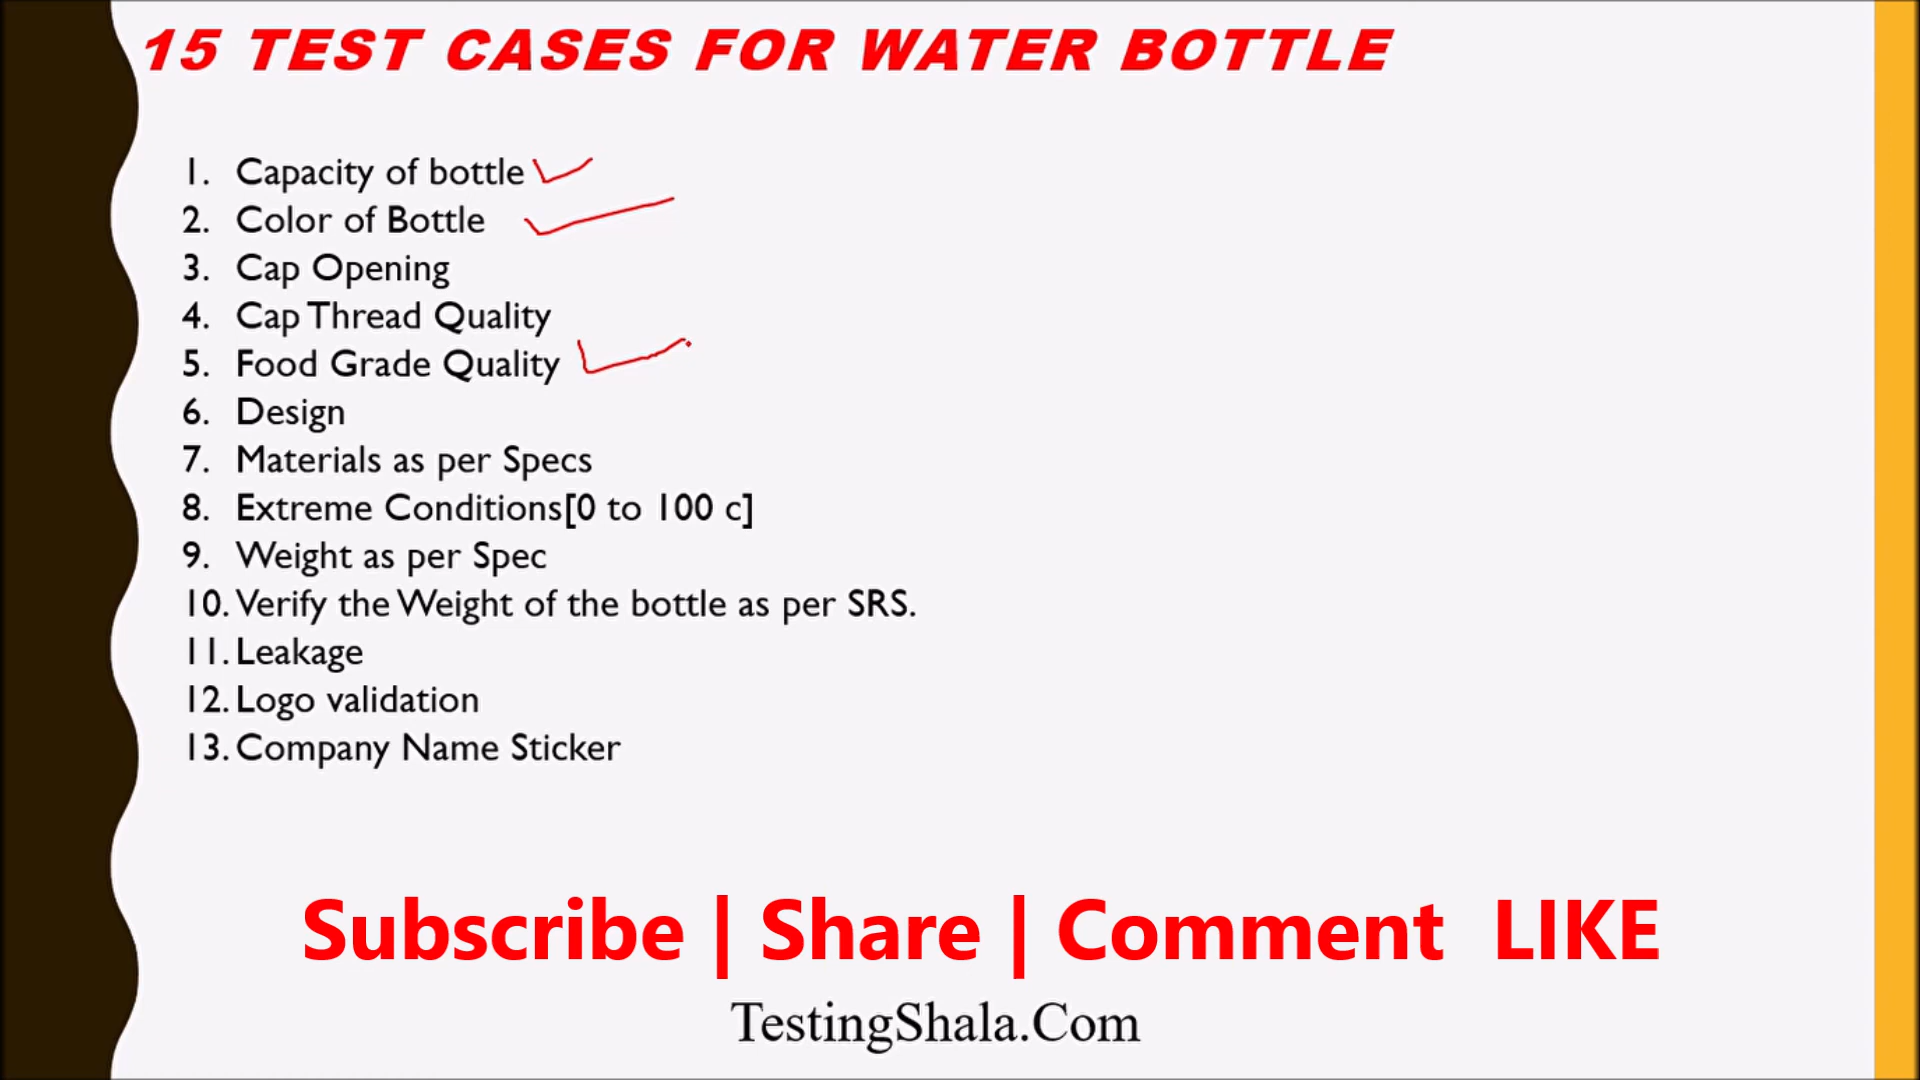 15 TEST CASES FOR WATER BOTTLE
1. Capacity of bottle
2. Color of Bottle
3. Cap Opening
4. Cap Thread Quality
5. Food Grade Quality
6. Design
7. Materials as per Specs
8. Extreme Conditions[0 to 100 c]
9. Weight as per Spec
10. Verify the Weight of the bottle as per SRS.
11. Leakage
12. Logo validation
13. Company Name Sticker
Subscribe | Share | Comment LIKE
TestingShala.Com